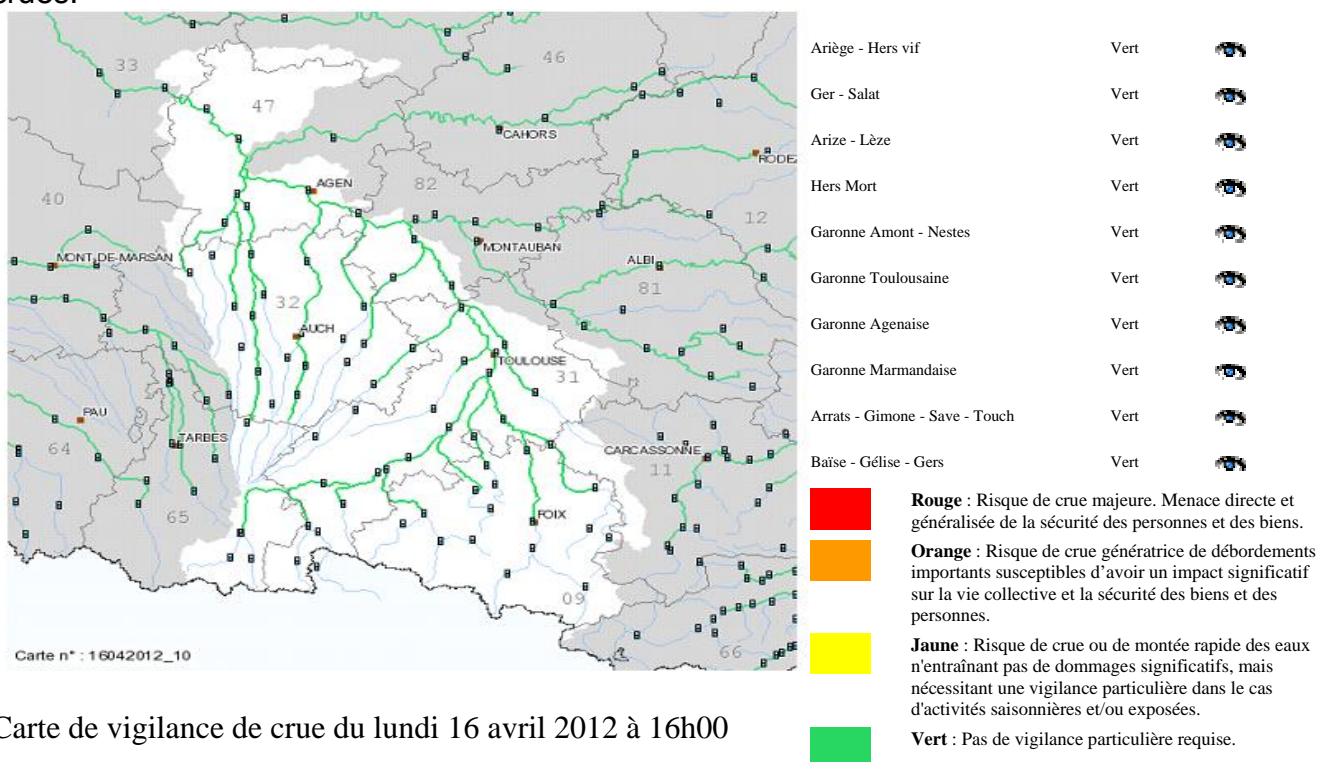 33
46
47
CAHORS
RODEZ
AGEN
82
40
12
MONTAUBAN
MONT-DE-MARSAN
ALBI
81
32
AUCH
TOULOUSE
31
PAU
TARBES
CARCASSONNE
64
11
65
FOIX
09
66
Carte n° : 16042012_10
Carte de vigilance de crue du lundi 16 avril 2012 à 16h00
Ariège - Hers vif Vert
Ger - Salat Vert
Arize - Lèze Vert
Hers Mort Vert
Garonne Amont - Nestes Vert
Garonne Toulousaine Vert
Garonne Agenaise Vert
Garonne Marmandaise Vert
Arrats - Gimone - Save - Touch Vert
Baïse - Gélise - Gers Vert
Rouge : Risque de crue majeure. Menace directe et
généralisée de la sécurité des personnes et des biens.
Orange : Risque de crue génératrice de débordements
importants susceptibles d’avoir un impact significatif
sur la vie collective et la sécurité des biens et des
personnes.
Jaune : Risque de crue ou de montée rapide des eaux
n'entraînant pas de dommages significatifs, mais
nécessitant une vigilance particulière dans le cas
d'activités saisonnières et/ou exposées.
Vert : Pas de vigilance particulière requise.